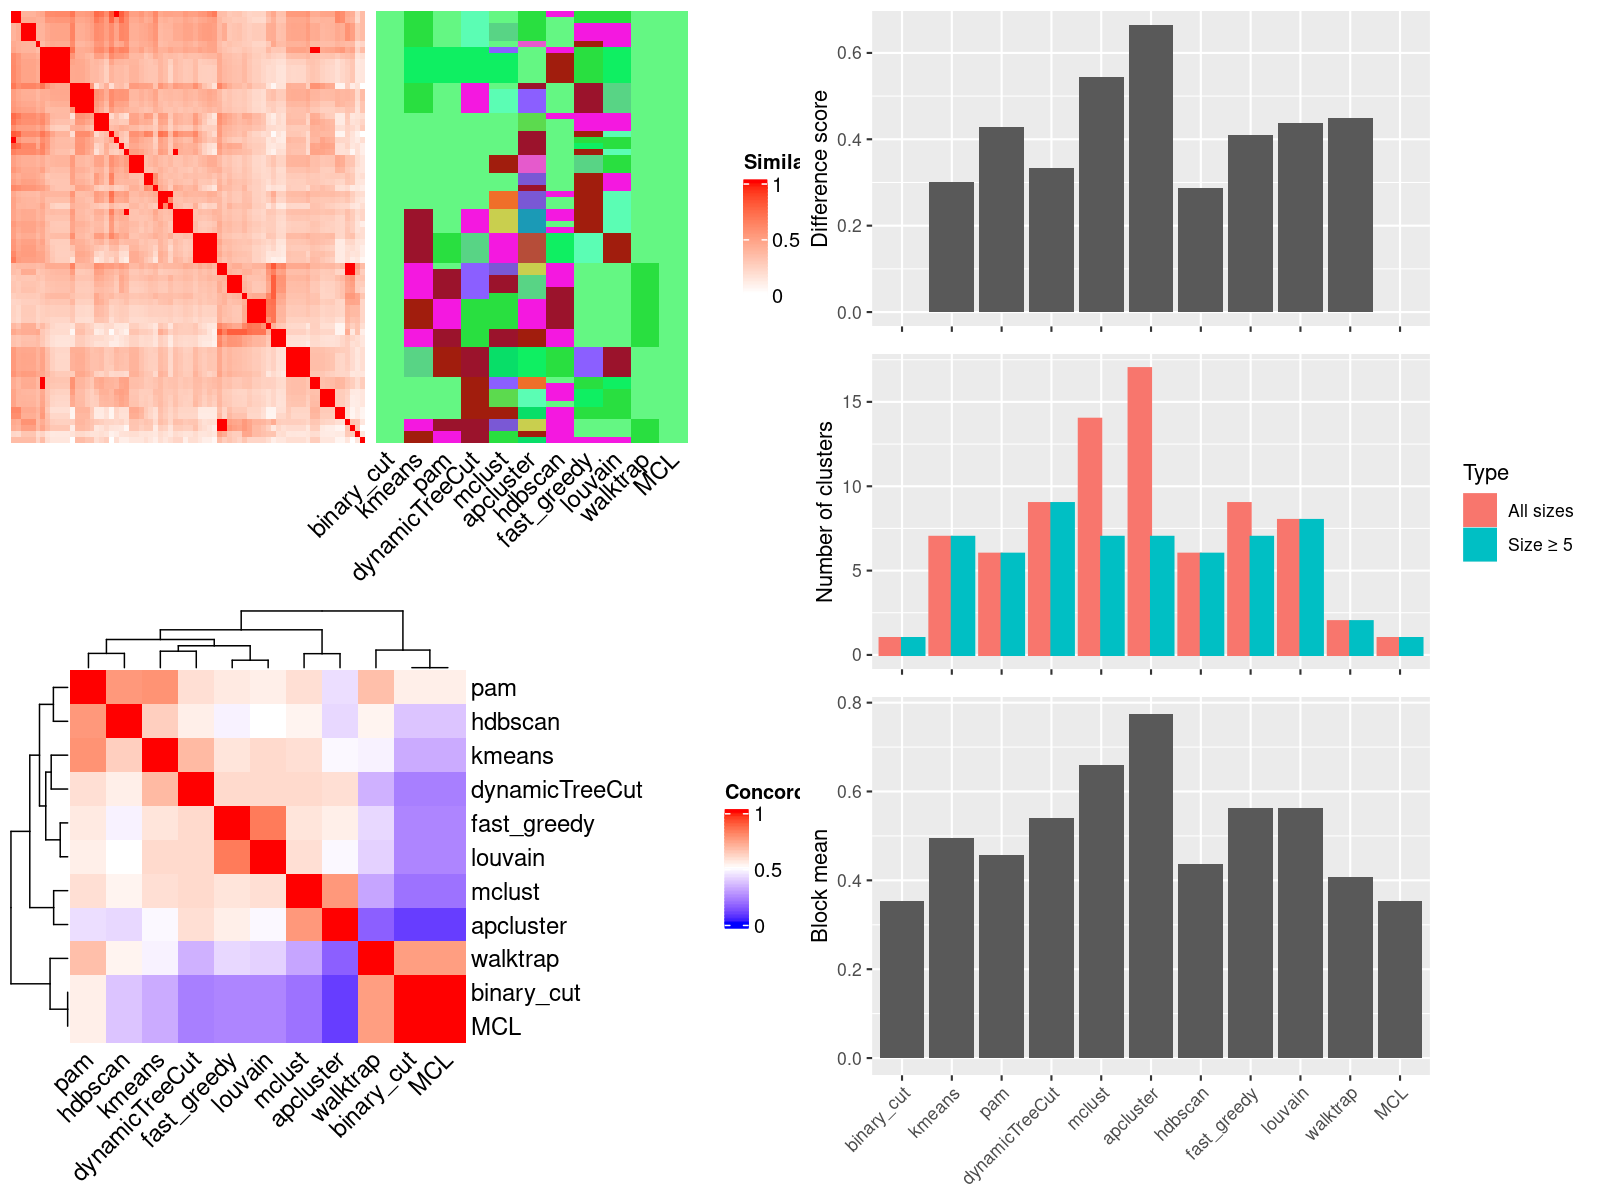 Simila
1
0.5
0
binary_cut
kmeans
pam
dynamicTreeCut
mclust
apcluster
hdbscan
fast_greedy
louvain
walktrap
MCL
pam
hdbscan
kmeans
dynamicTreeCut
fast_greedy
louvain
mclust
apcluster
walktrap
binary_cut
MCL
Concord
1
0.5
0
pam
hdbscan
kmeans
dynamicTreeCut
fast_greedy
louvain
mclust
apcluster
walktrap
binary_cut
MCL
Difference score
0.6
0.4
0.2
0.0
Number of clusters
15
10
5
0
Type
All sizes
Size ≥ 5
Block mean
0.8
0.6
0.4
0.2
0.0
binary_cut
kmeans
pam
dynamicTreeCut
mclust
apcluster
hdbscan
fast_greedy
louvain
walktrap
MCL